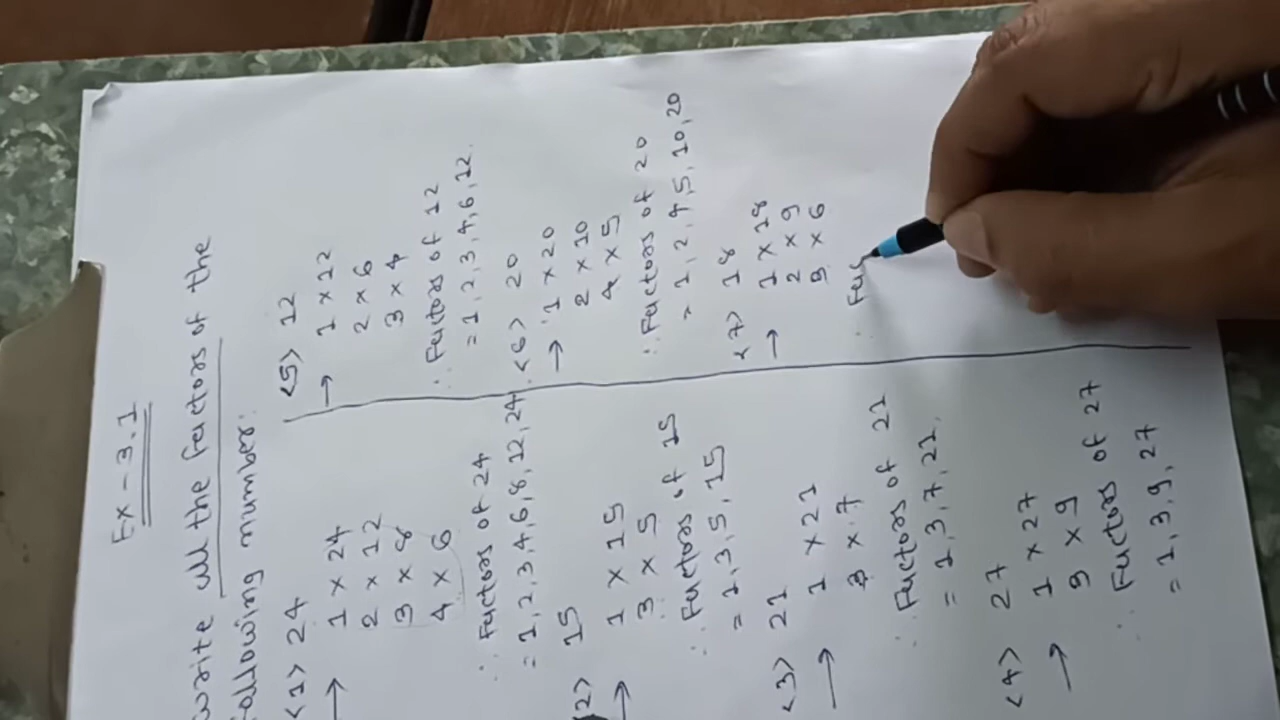 Ex-3.1
write all the factors of the
following number:
<1> 24
→ 1 × 24
2 × 12
3 × 8
4 × 6
∴ Factors of 24
= 1, 2, 3, 4, 6, 8, 12, 24.
<2> 15
→ 1 × 15
3 × 5
∴ Factors of 15
= 1, 3, 5, 15
<3> 21
→ 1 × 21
3 × 7
∴ Factors of 21
= 1, 3, 7, 21.
<4> 27
→ 1 × 27
3 × 9
∴ Factors of 27
= 1, 3, 9, 27
<5> 12
→ 1 × 12
2 × 6
3 × 4
∴ Factors of 12
= 1, 2, 3, 4, 6, 12.
<6> 20
→ 1 × 20
2 × 10
4 × 5
∴ Factors of 20
= 1, 2, 4, 5, 10, 20
<7> 18
→ 1 × 18
2 × 9
3 × 6
∴ Fac